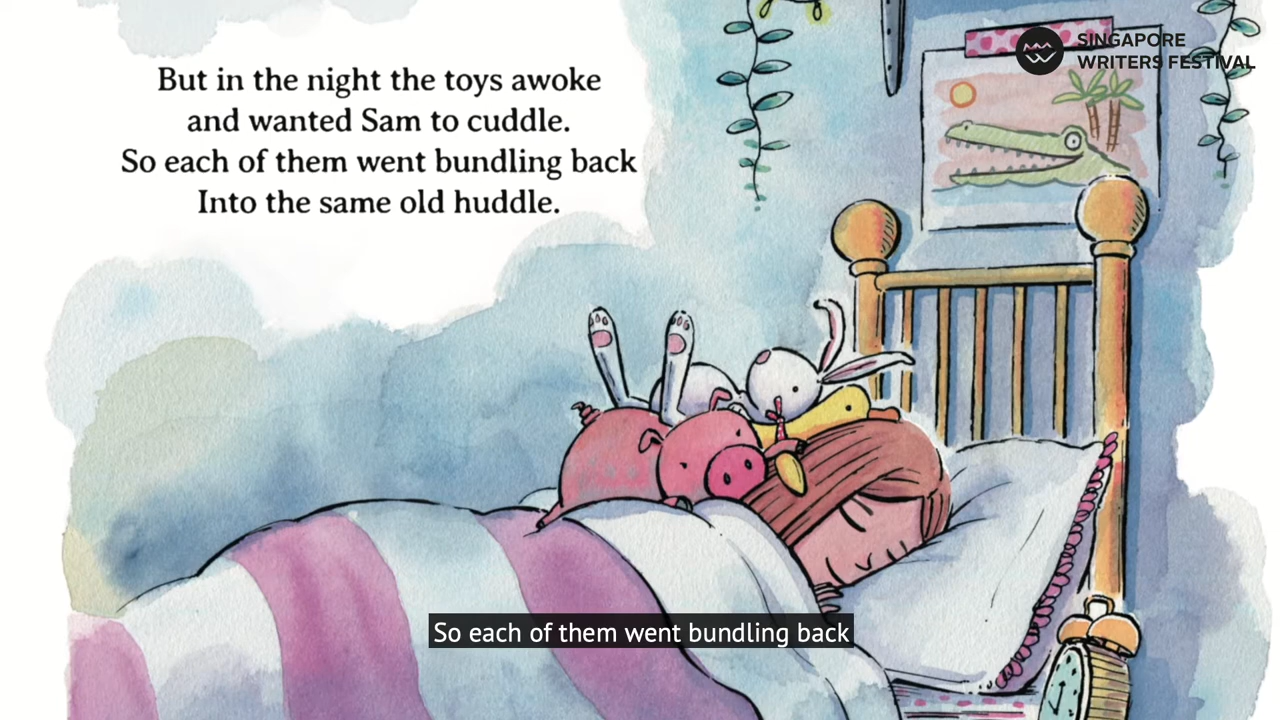 But in the night the toys awoke
and wanted Sam to cuddle.
So each of them went bundling back
Into the same old huddle.
SINGAPORE
WRITERS FESTIVAL
So each of them went bundling back